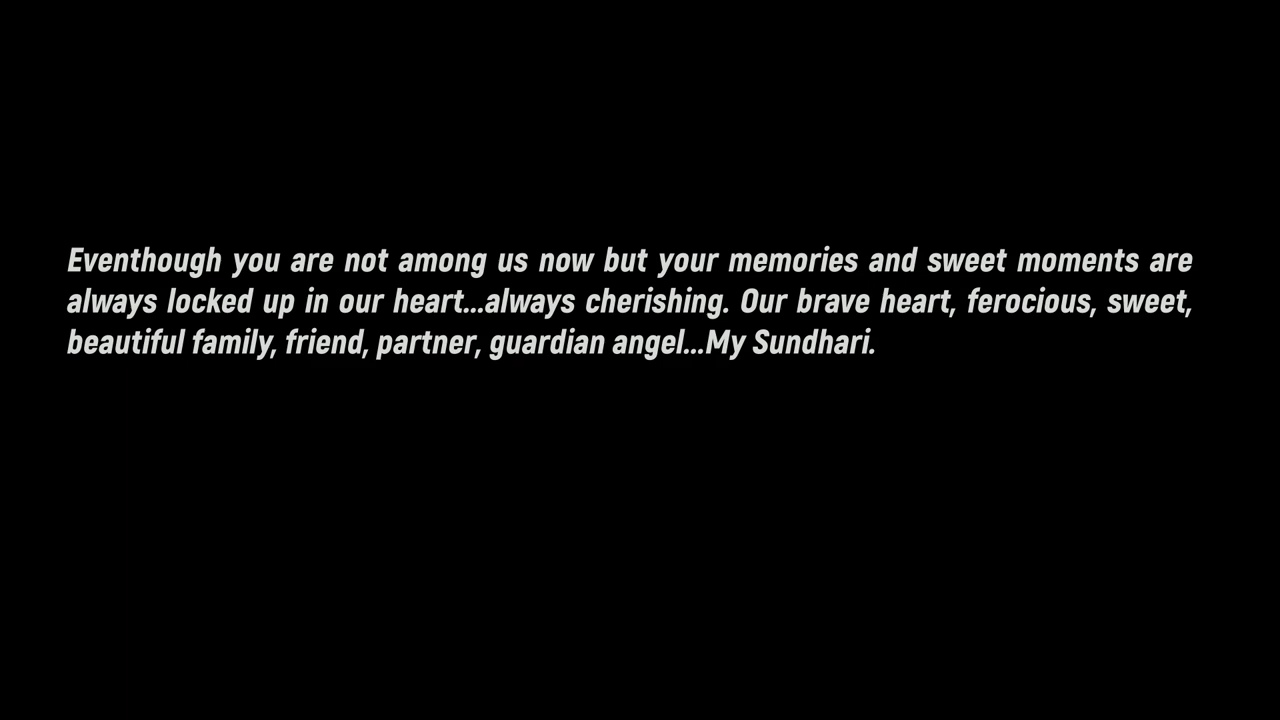 Eventhough you are not among us now but your memories and sweet moments are
always locked up in our heart...always cherishing. Our brave heart, ferocious, sweet,
beautiful family, friend, partner, guardian angel...My Sundhari.